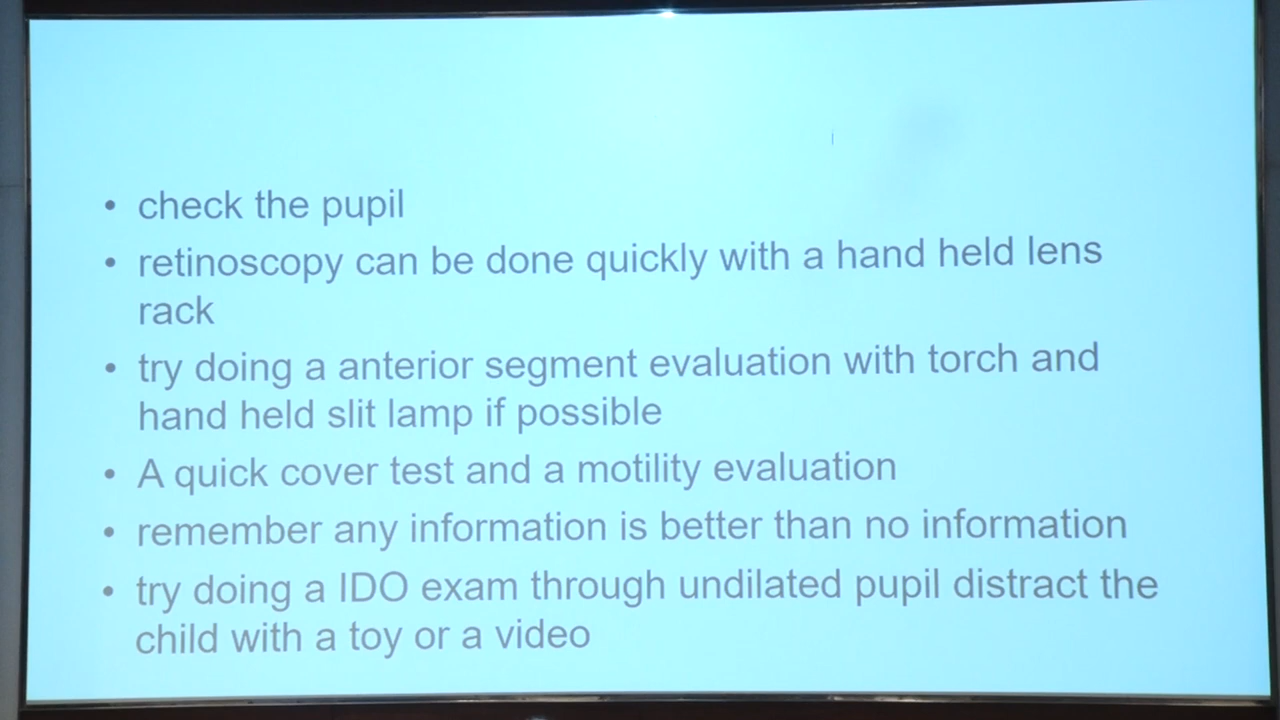 • check the pupil
• retinoscopy can be done quickly with a hand held lens
rack
• try doing a anterior segment evaluation with torch and
hand held slit lamp if possible
• A quick cover test and a motility evaluation
• remember any information is better than no information
• try doing a IDO exam through undilated pupil distract the
child with a toy or a video